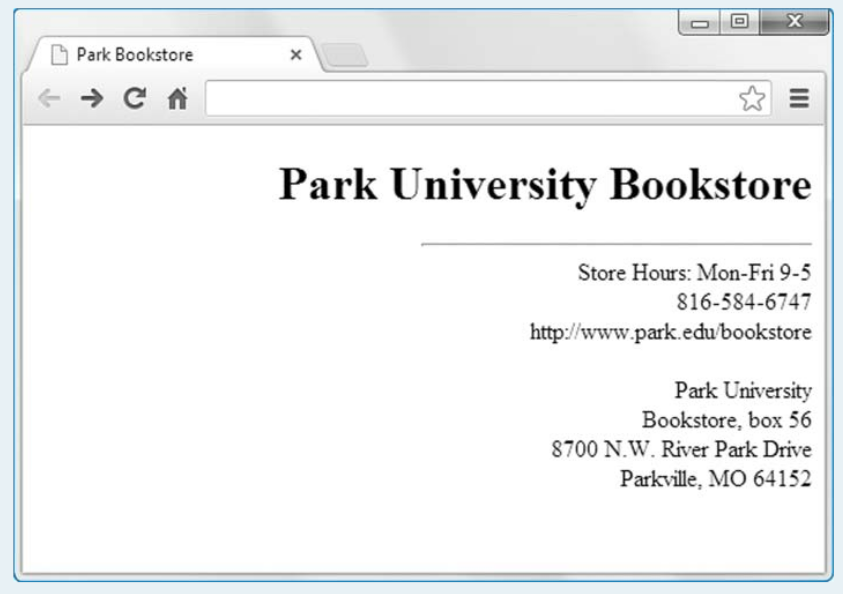 Park Bookstore
Park University Bookstore
Store Hours: Mon-Fri 9-5
816-584-6747
http://www.park.edu/bookstore
Park University
Bookstore, box 56
8700 N.W. River Park Drive
Parkville, MO 64152